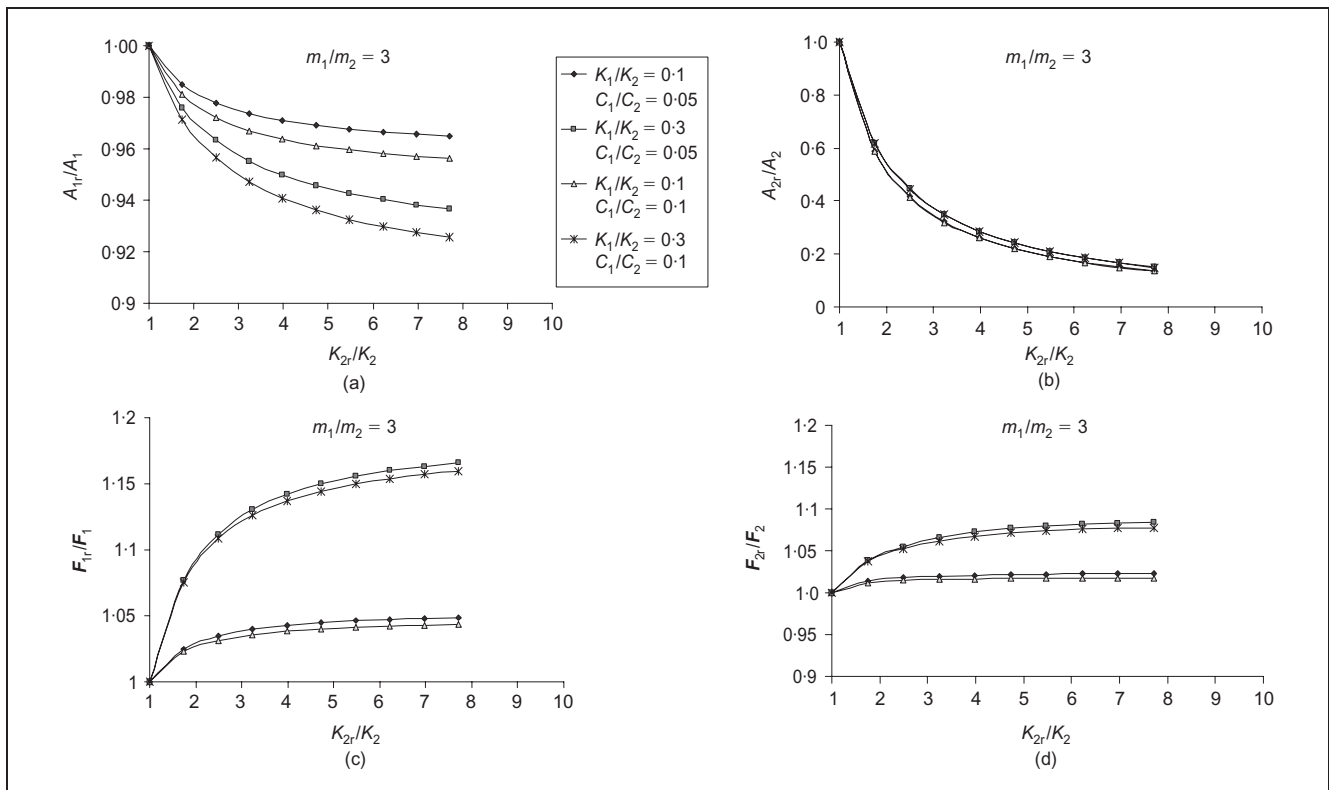 m₁/m₂ = 3
1·00
0·98
0·96
0·94
0·92
0·9
A₁ᵣ/A₁
1 2 3 4 5 6 7 8 9 10
K₂ᵣ/K₂
(a)
K₁/K₂ = 0·1
C₁/C₂ = 0·05
K₁/K₂ = 0·3
C₁/C₂ = 0·05
K₁/K₂ = 0·1
C₁/C₂ = 0·1
K₁/K₂ = 0·3
C₁/C₂ = 0·1
m₁/m₂ = 3
1·0
0·8
0·6
0·4
0·2
0
A₂ᵣ/A₂
1 2 3 4 5 6 7 8 9 10
K₂ᵣ/K₂
(b)
m₁/m₂ = 3
1·2
1·15
1·1
1·05
1
F₁ᵣ/F₁
1 2 3 4 5 6 7 8 9 10
K₂ᵣ/K₂
(c)
m₁/m₂ = 3
1·2
1·15
1·1
1·05
1·0
0·95
0·9
F₂ᵣ/F₂
1 2 3 4 5 6 7 8 9 10
K₂ᵣ/K₂
(d)